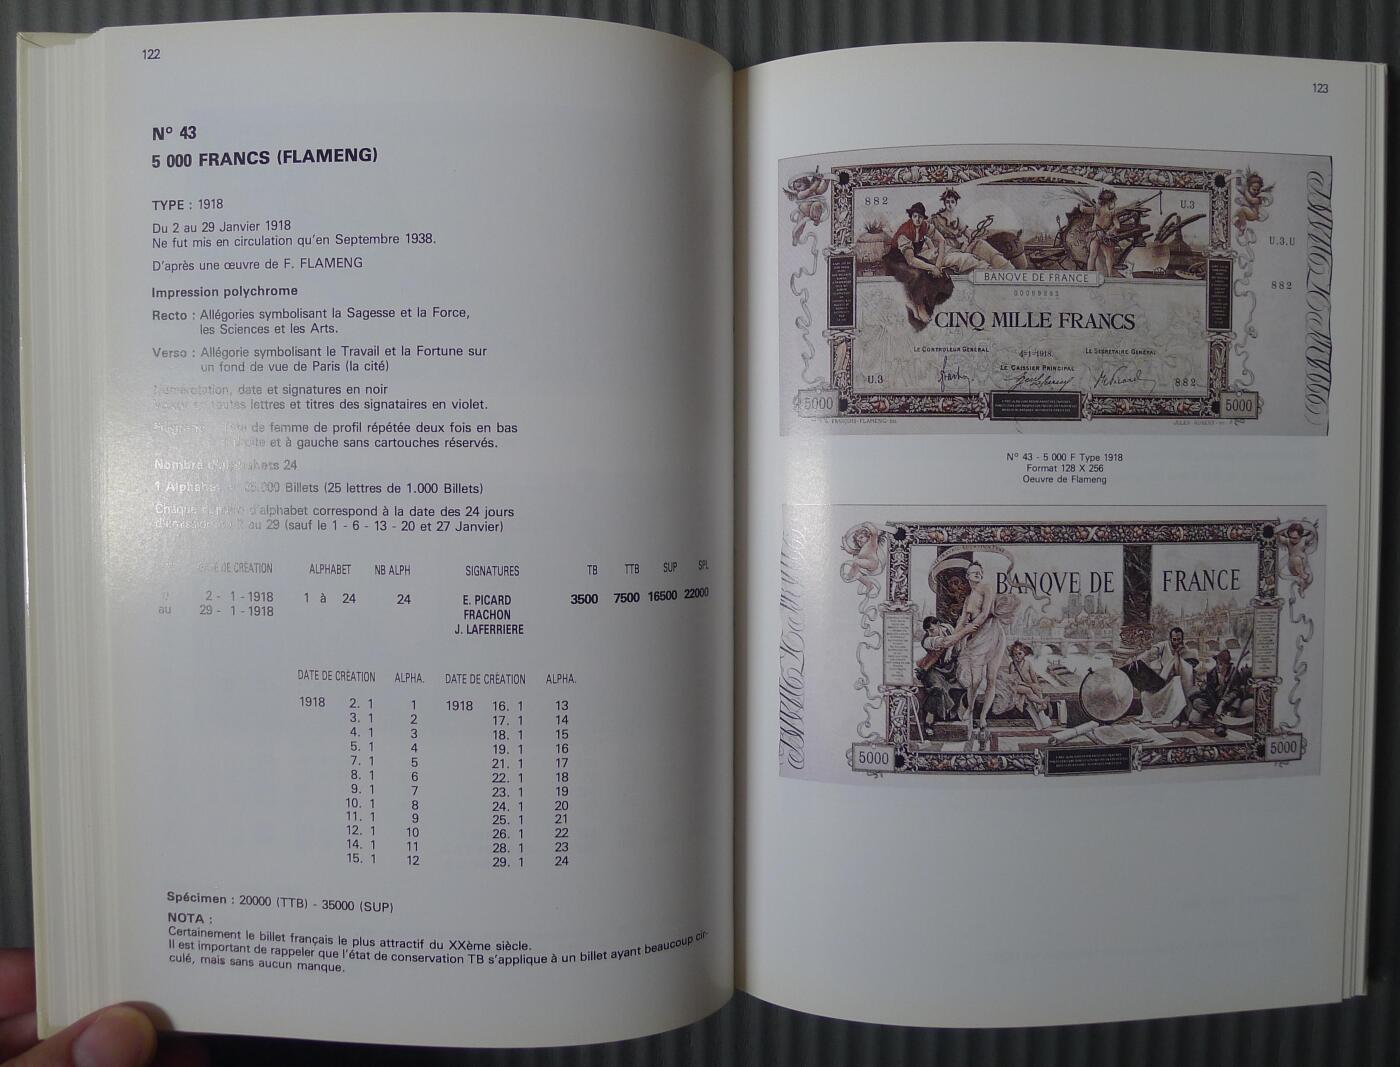 122
N° 43
5 000 FRANCS (FLAMENG)
TYPE : 1918
Du 2 au 29 Janvier 1918
Ne fut mis en circulation qu'en Septembre 1938.
D'après une œuvre de F. FLAMENG
Impression polychrome
Recto : Allégories symbolisant la Sagesse et la Force,
les Sciences et les Arts.
Verso : Allégorie symbolisant le Travail et la Fortune sur
un fond de vue de Paris (la cité)
Numérotation, date et signatures en noir
toutes lettres et titres des signataires en violet.
de femme de profil répétée deux fois en bas
et à gauche sans cartouches réservés.
Nombre d'alphabets 24
1 Alphabet 25.000 Billets (25 lettres de 1.000 Billets)
Chaque d'alphabet correspond à la date des 24 jours
au 29 (sauf le 1 - 6 - 13 - 20 et 27 Janvier)
DATE DE CRÉATION ALPHABET NB ALPH SIGNATURES TB TTB SUP SPL
2 - 1 - 1918 1 à 24 24 E. PICARD 3500 7500 16500 22000
au 29 - 1 - 1918 FRACHON
J. LAFERRIERE
DATE DE CRÉATION ALPHA. DATE DE CRÉATION ALPHA.
1918 2. 1 1 1918 16. 1 13
3. 1 2 17. 1 14
4. 1 3 18. 1 15
5. 1 4 19. 1 16
7. 1 5 21. 1 17
8. 1 6 22. 1 18
9. 1 7 23. 1 19
10. 1 8 24. 1 20
11. 1 9 25. 1 21
12. 1 10 26. 1 22
14. 1 11 28. 1 23
15. 1 12 29. 1 24
Spécimen : 20000 (TTB) - 35000 (SUP)
NOTA :
Certainement le billet français le plus attractif du XXème siècle.
Il est important de rappeler que l'état de conservation TB s'applique à un billet ayant beaucoup cir-
culé, mais sans aucun manque.
123
882 U.3
U.3.U
882
BANQVE DE FRANCE
CINQ MILLE FRANCS
LE CONTROLEUR GÉNÉRAL 4=1=1918. LE SECRÉTAIRE GÉNÉRAL
LE CAISSIER PRINCIPAL
U.3 882
5000 5000
FRANÇOIS-FLAMENG
N° 43 - 5 000 F Type 1918
Format 128 X 256
Oeuvre de Flameng
BANQVE DE FRANCE
5000 5000